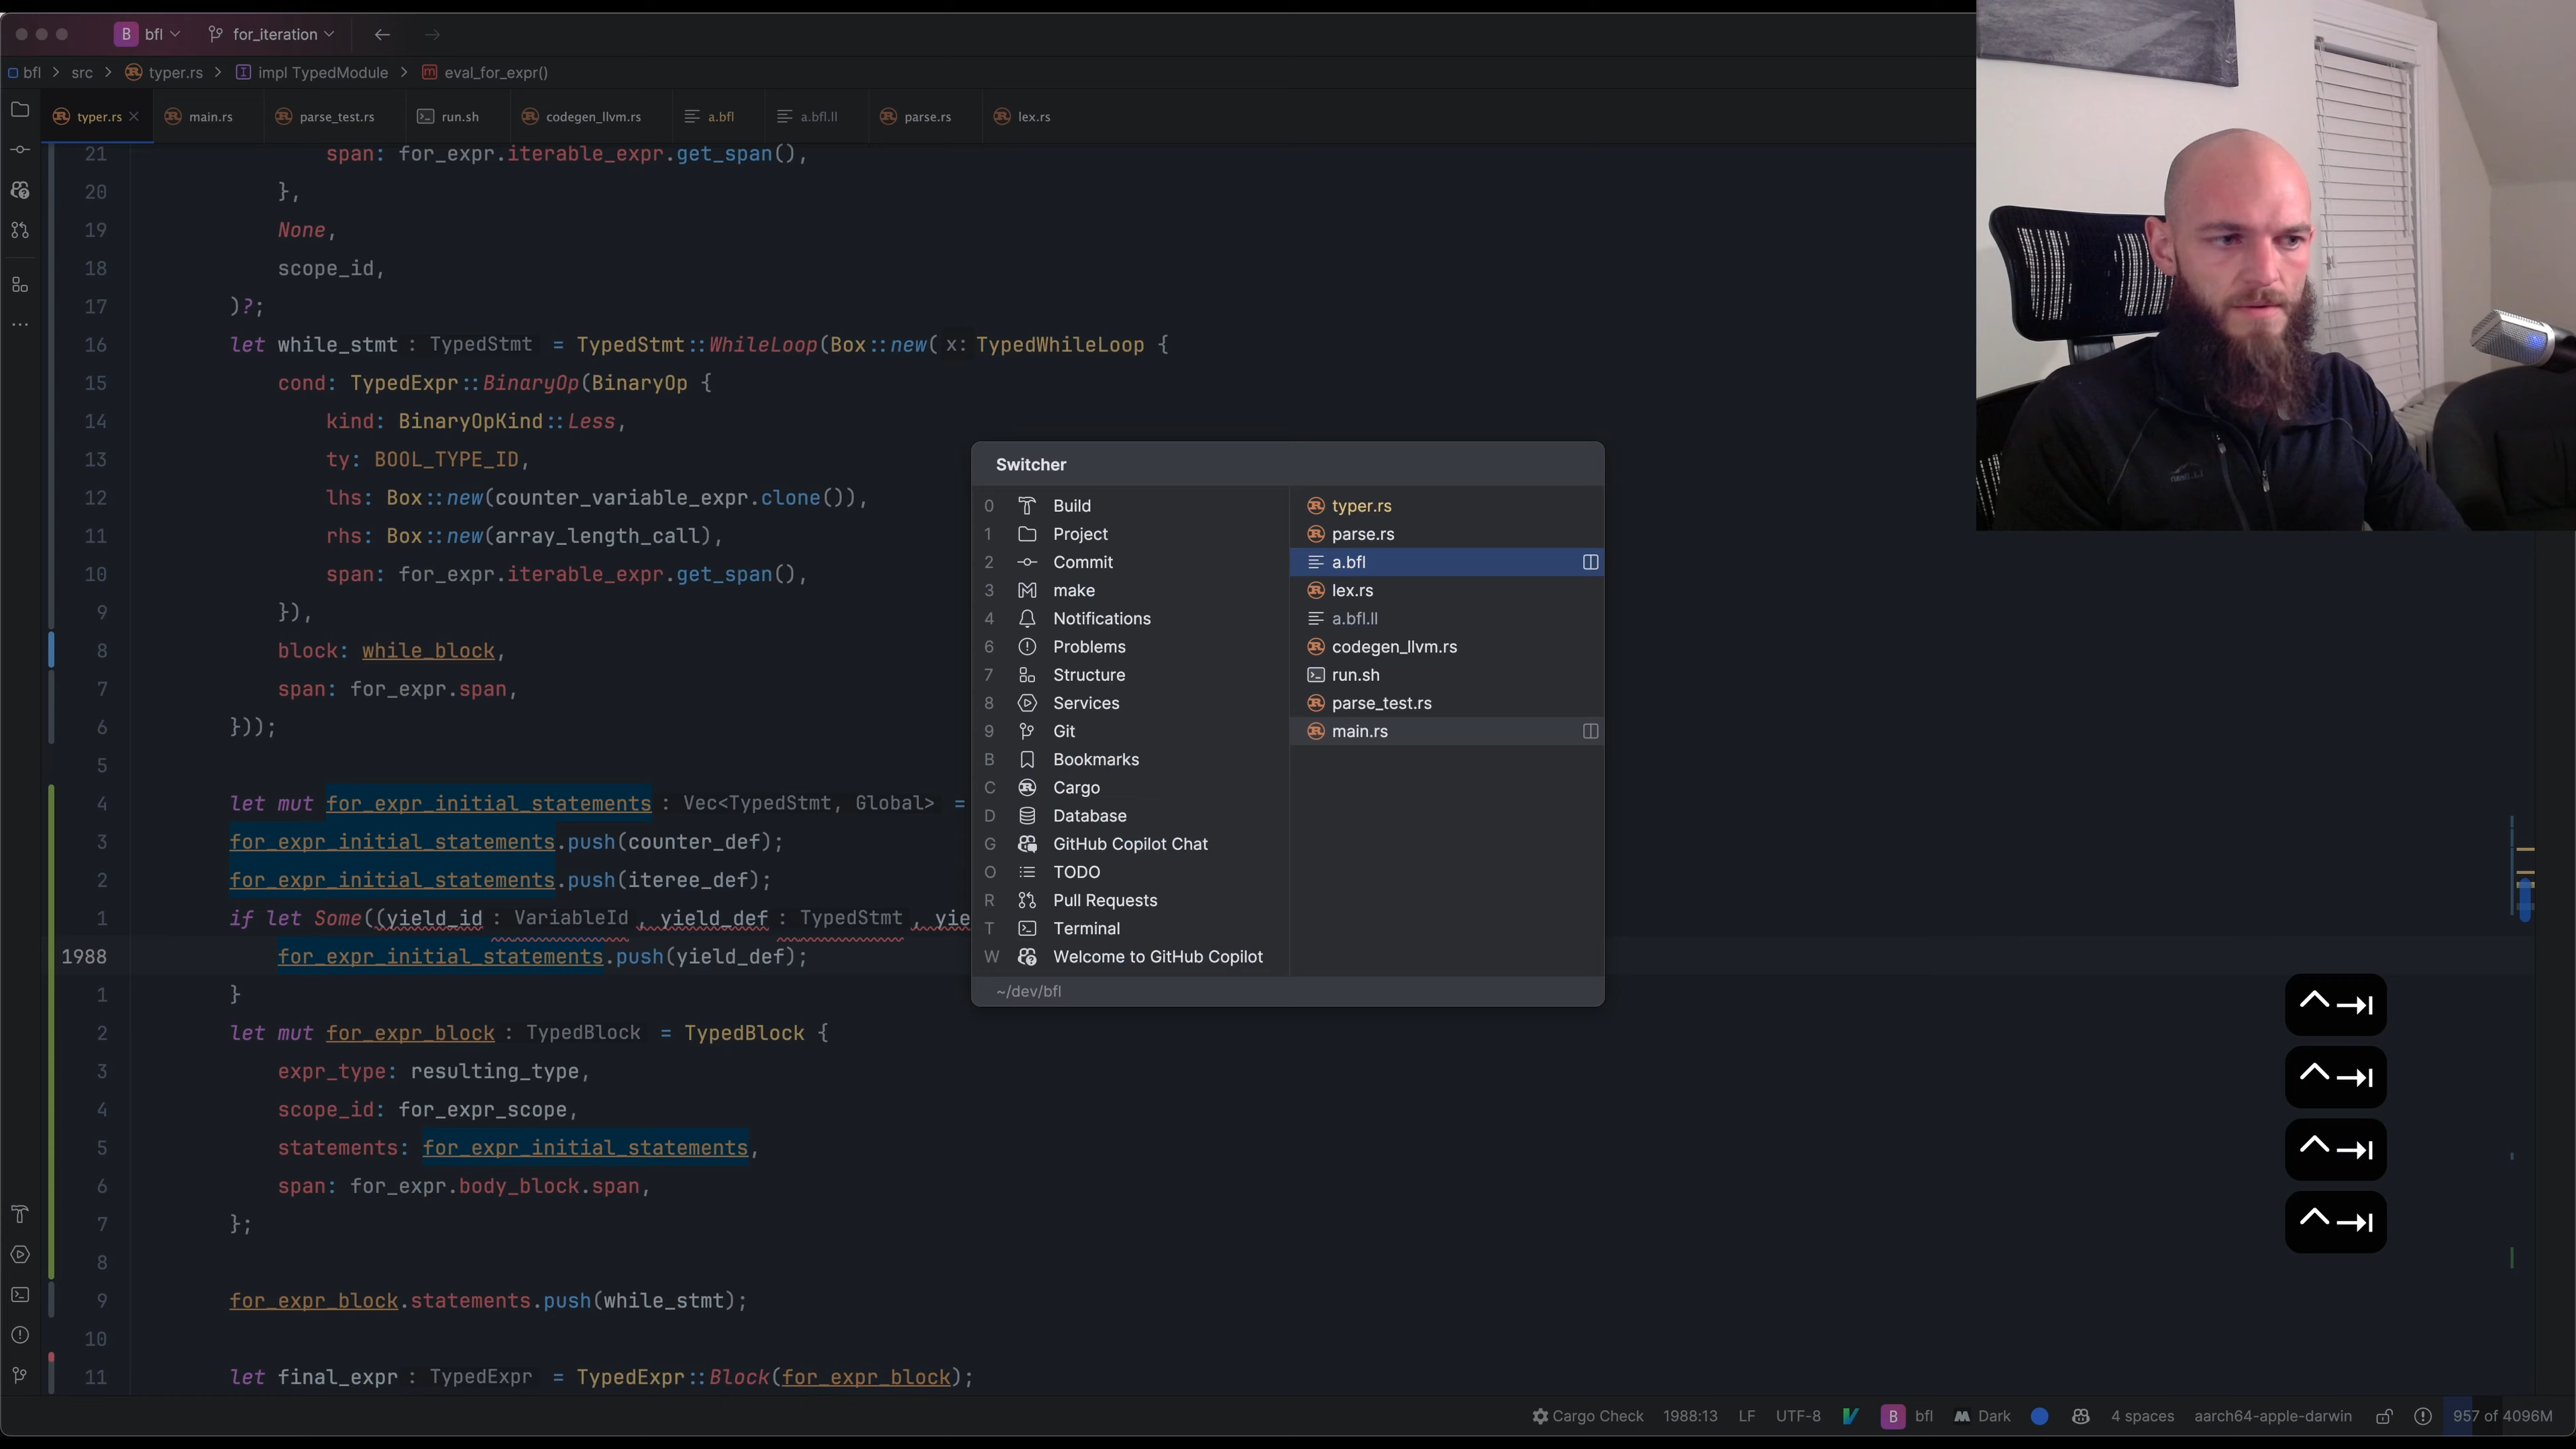 B bfl for_iteration
bfl src typer.rs impl TypedModule eval_for_expr()
typer.rs main.rs parse_test.rs run.sh codegen_llvm.rs a.bfl a.bfl.ll parse.rs lex.rs
21 span: for_expr.iterable_expr.get_span(),
20 },
19 None,
18 scope_id,
17 )?;
16 let while_stmt : TypedStmt = TypedStmt::WhileLoop(Box::new( x: TypedWhileLoop {
15 cond: TypedExpr::BinaryOp(BinaryOp {
14 kind: BinaryOpKind::Less,
13 ty: BOOL_TYPE_ID,
12 lhs: Box::new(counter_variable_expr.clone()),
11 rhs: Box::new(array_length_call),
10 span: for_expr.iterable_expr.get_span(),
9 }),
8 block: while_block,
7 span: for_expr.span,
6 }));
5
4 let mut for_expr_initial_statements : Vec<TypedStmt, Global> =
3 for_expr_initial_statements.push(counter_def);
2 for_expr_initial_statements.push(iteree_def);
1 if let Some((yield_id : VariableId , yield_def : TypedStmt , yie
1988 for_expr_initial_statements.push(yield_def);
1 }
2 let mut for_expr_block : TypedBlock = TypedBlock {
3 expr_type: resulting_type,
4 scope_id: for_expr_scope,
5 statements: for_expr_initial_statements,
6 span: for_expr.body_block.span,
7 };
8
9 for_expr_block.statements.push(while_stmt);
10
11 let final_expr : TypedExpr = TypedExpr::Block(for_expr_block);
Switcher
0 Build
1 Project
2 Commit
3 make
4 Notifications
6 Problems
7 Structure
8 Services
9 Git
B Bookmarks
C Cargo
D Database
G GitHub Copilot Chat
O TODO
R Pull Requests
T Terminal
W Welcome to GitHub Copilot
typer.rs
parse.rs
a.bfl
lex.rs
a.bfl.ll
codegen_llvm.rs
run.sh
parse_test.rs
main.rs
~/dev/bfl
Cargo Check 1988:13 LF UTF-8 B bfl Dark 4 spaces aarch64-apple-darwin 957 of 4096M